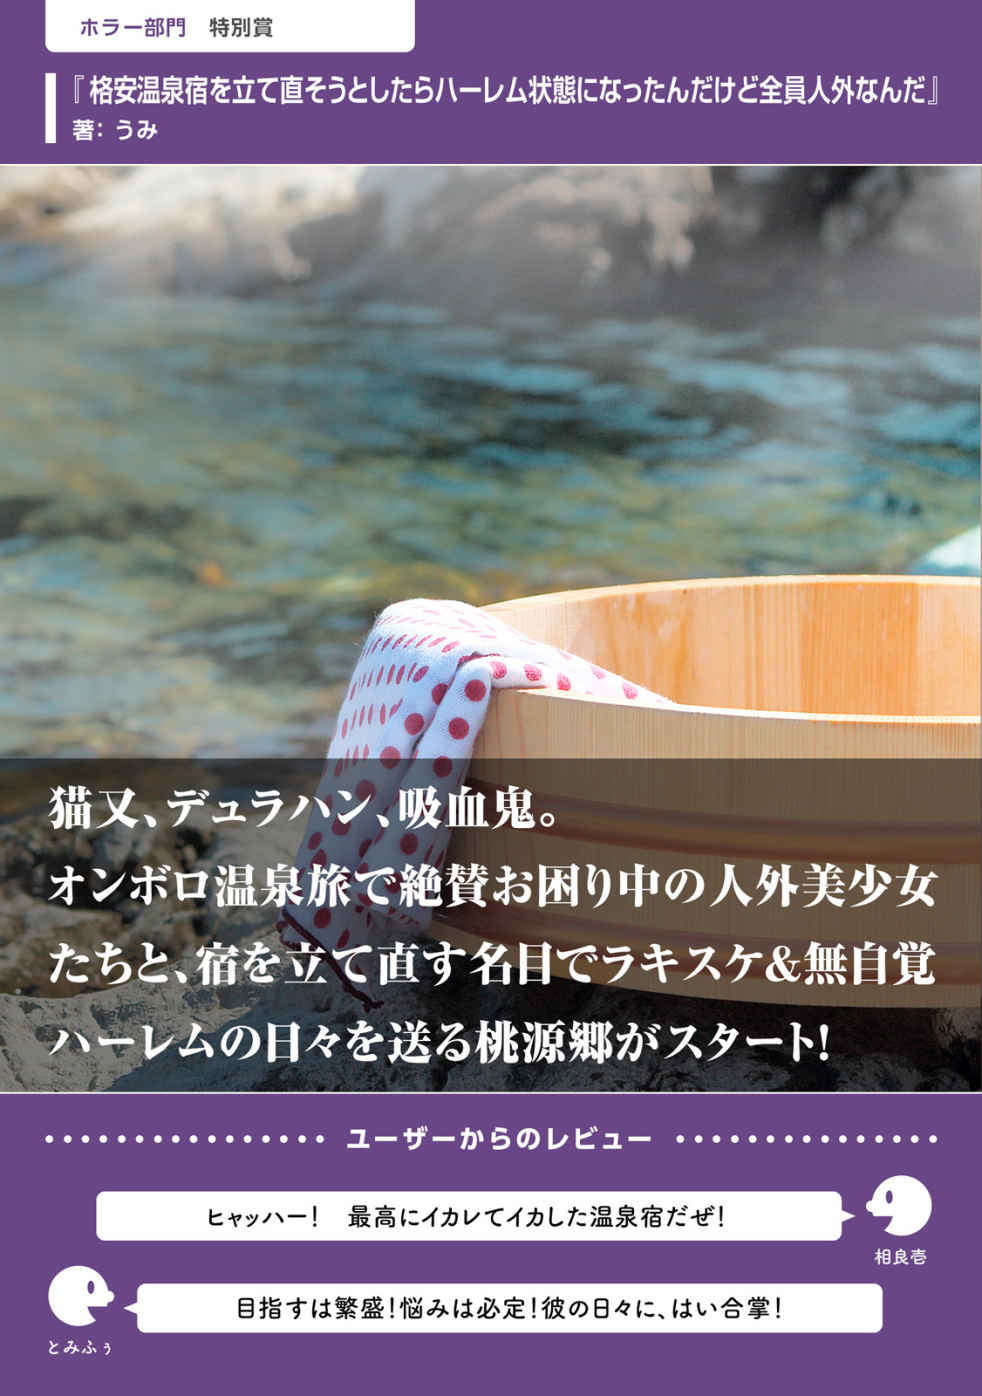 ホラー部門　特別賞
『格安温泉宿を立て直そうとしたらハーレム状態になったんだけど全員人外なんだ』
著: うみ
猫又、デュラハン、吸血鬼。
オンボロ温泉旅で絶賛お困り中の人外美少女
たちと、宿を立て直す名目でラキスケ&無自覚
ハーレムの日々を送る桃源郷がスタート!
ユーザーからのレビュー
ヒャッハー!　最高にイカレてイカした温泉宿だぜ!
相良壱
目指すは繁盛!悩みは必定!彼の日々に、はい合掌!
とみふぅ